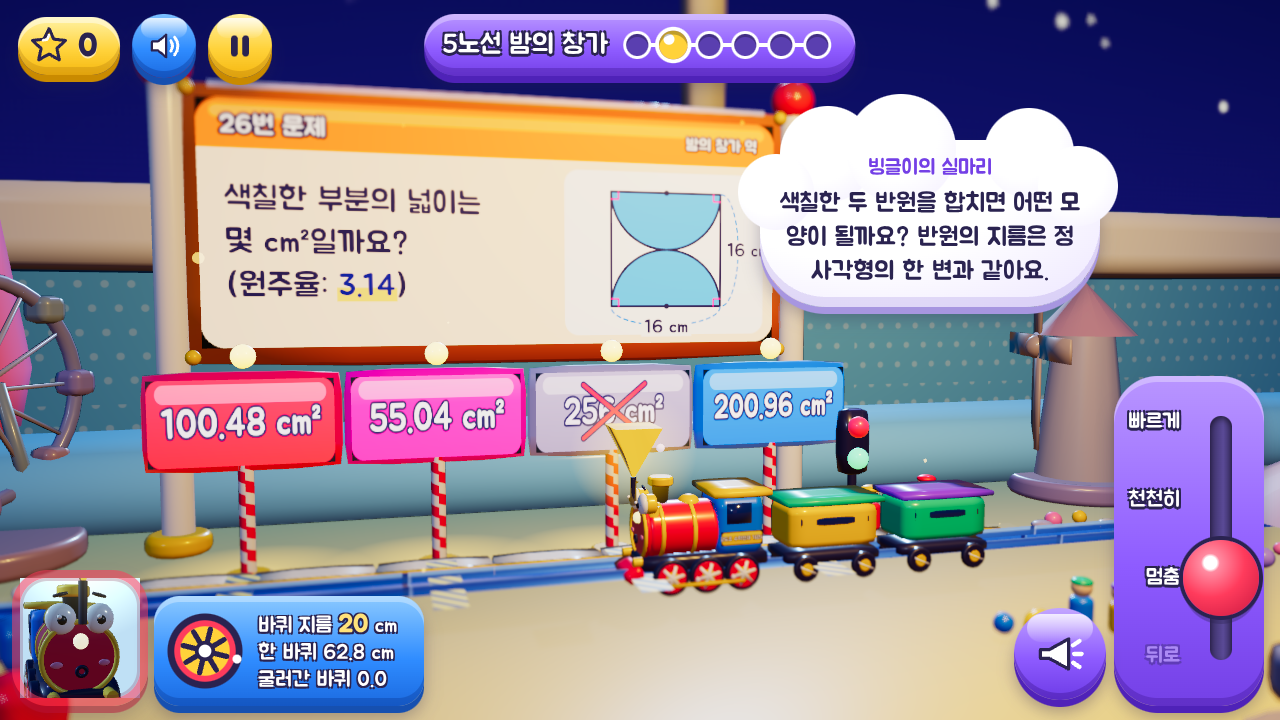 0
5노선 밤의 창가
26번 문제
밤의 창가 역
색칠한 부분의 넓이는
몇 cm²일까요?
(원주율: 3.14)
16 cm
16 cm
빙글이의 실마리
색칠한 두 반원을 합치면 어떤 모
양이 될까요? 반원의 지름은 정
사각형의 한 변과 같아요.
100.48 cm²
55.04 cm²
256 cm²
200.96 cm²
빠르게
천천히
멈춤
뒤로
바퀴 지름 20 cm
한 바퀴 62.8 cm
굴러간 바퀴 0.0